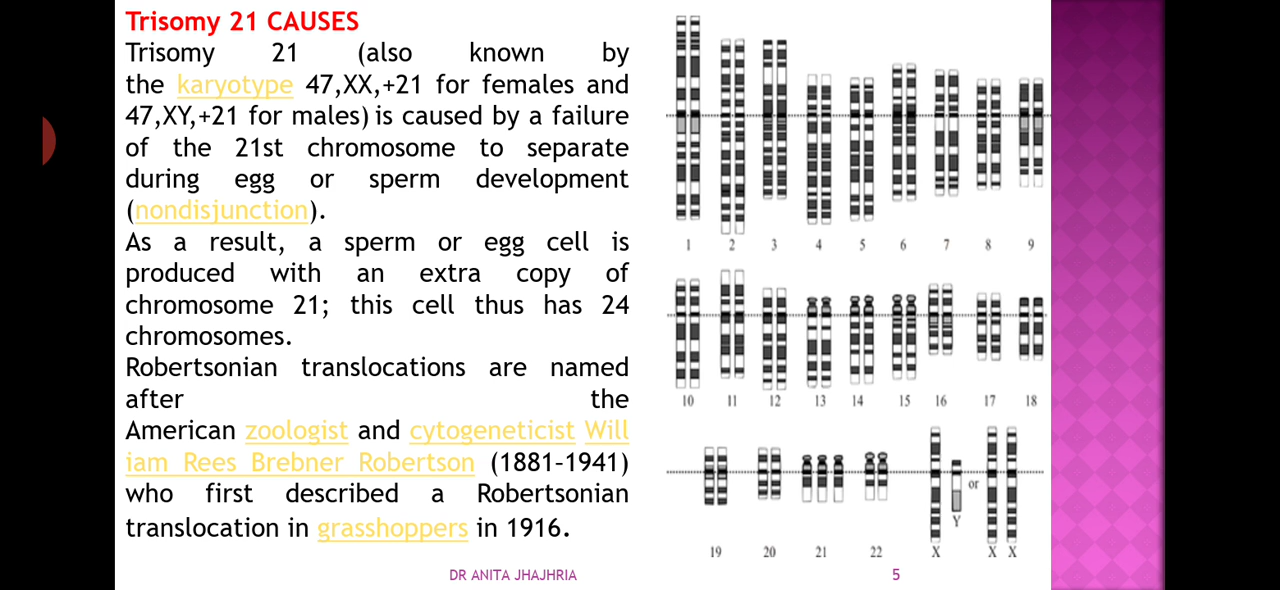 Trisomy 21 CAUSES
Trisomy 21 (also known by
the karyotype 47,XX,+21 for females and
47,XY,+21 for males) is caused by a failure
of the 21st chromosome to separate
during egg or sperm development
(nondisjunction).
As a result, a sperm or egg cell is
produced with an extra copy of
chromosome 21; this cell thus has 24
chromosomes.
Robertsonian translocations are named
after the
American zoologist and cytogeneticist Will
iam Rees Brebner Robertson (1881–1941)
who first described a Robertsonian
translocation in grasshoppers in 1916.
1 2 3 4 5 6 7 8 9
10 11 12 13 14 15 16 17 18
or
Y
19 20 21 22 X X X
DR ANITA JHAJHRIA 5